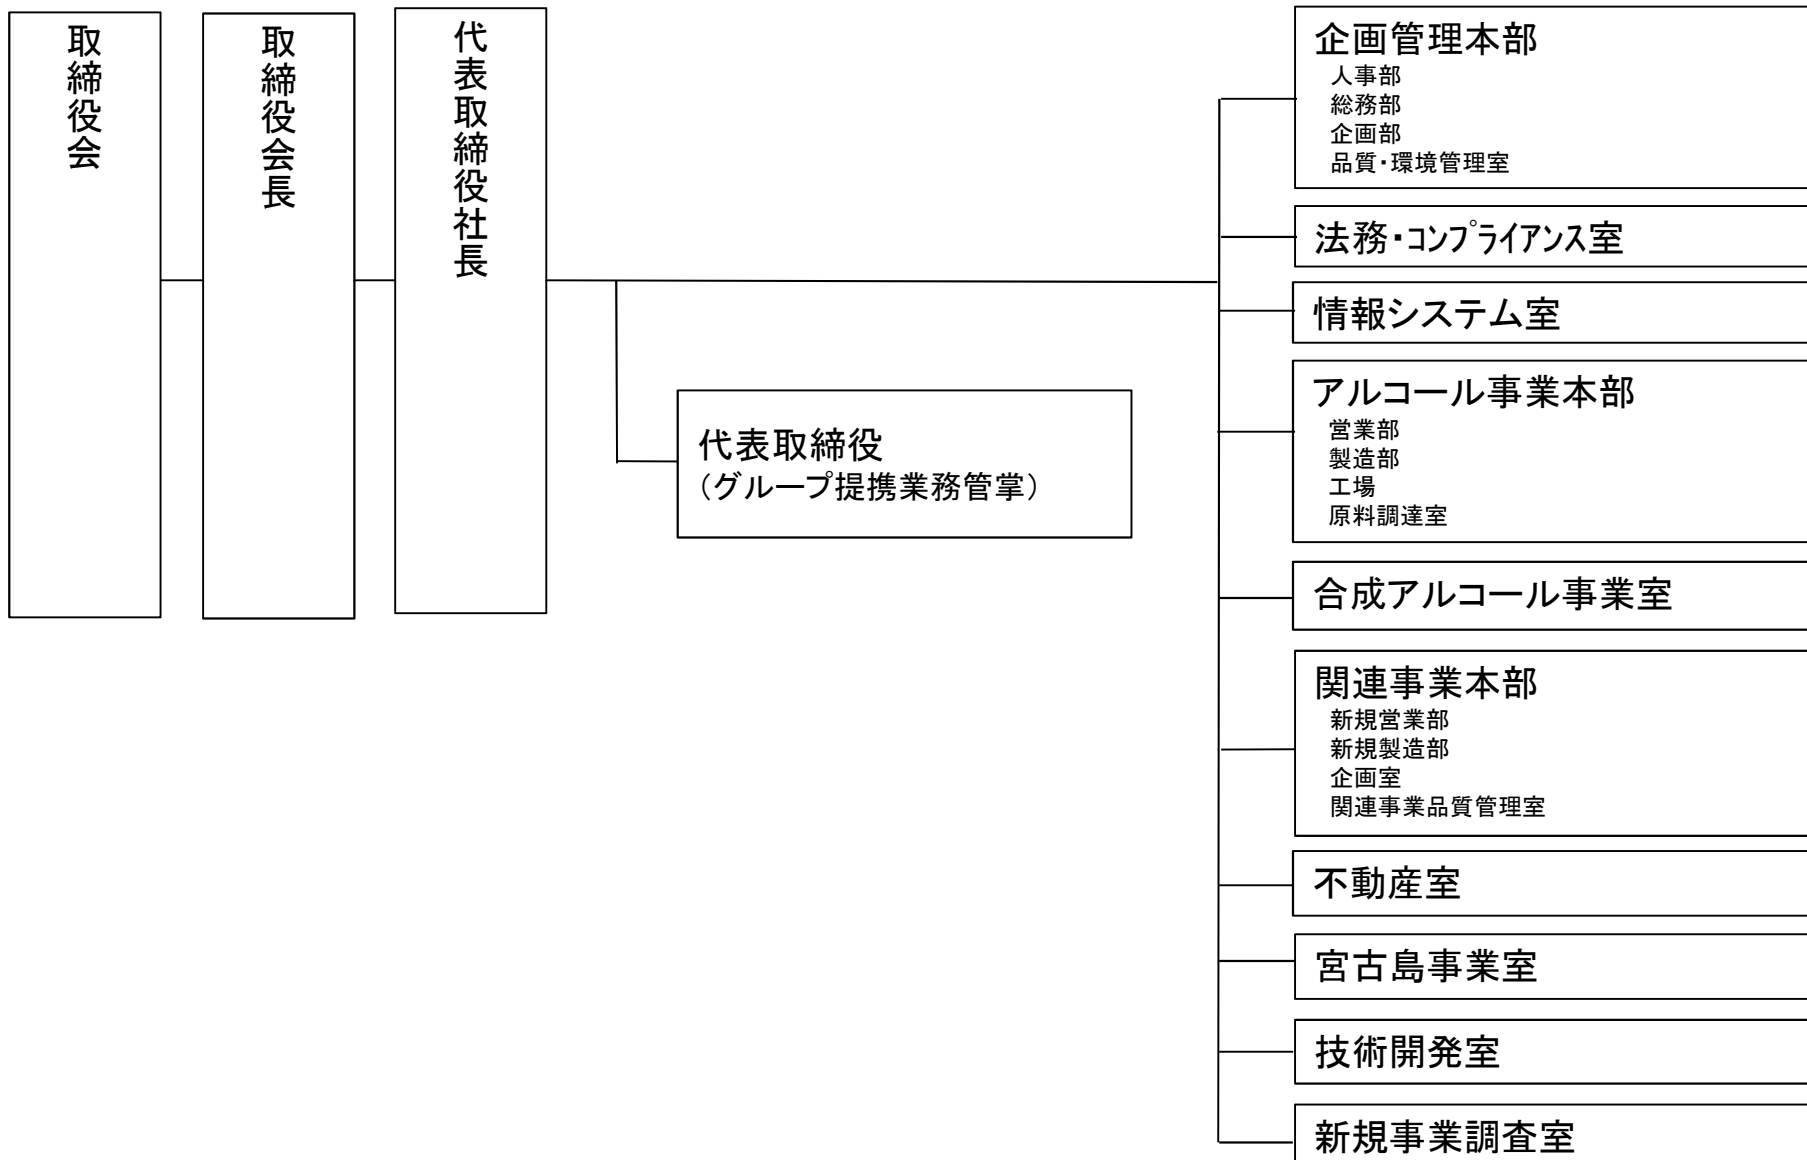 取締役会
取締役会長
代表取締役社長
代表取締役
（グループ提携業務管掌）
企画管理本部
人事部
総務部
企画部
品質・環境管理室
法務・コンプライアンス室
情報システム室
アルコール事業本部
営業部
製造部
工場
原料調達室
合成アルコール事業室
関連事業本部
新規営業部
新規製造部
企画室
関連事業品質管理室
不動産室
宮古島事業室
技術開発室
新規事業調査室